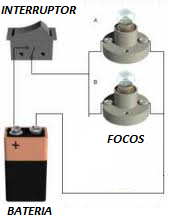 INTERRUPTOR
A
B
FOCOS
+
BATERIA